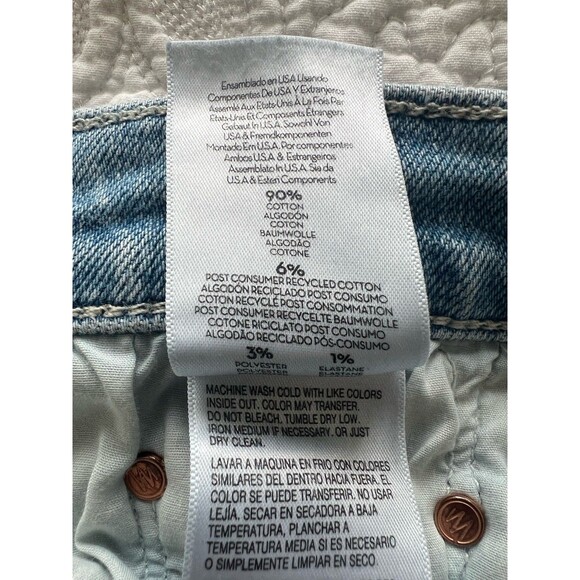 Ensamblado en USA Usando
Componentes De USA Y Extranjeros
Assemlé Aux Etats-Unis À La Fois Par
Etats-Unis Et Composants Étrangers
Gebaut In U.S.A. Sowohl Von
USA & Fremdkomponenten
Montado Em U.S.A. Por componentes
Ambos U.S.A & Estrangeiros
Assemblato In U.S.A. Sia da
U.S.A & Esteri Components
90%
COTTON
ALGODÓN
COTON
BAUMWOLLE
ALGODÃO
COTONE
6%
POST CONSUMER RECYCLED COTTON
ALGODÓN RECICLADO POST CONSUMO
COTON RECYCLÉ POST CONSOMMATION
POST CONSUMER RECYCELTE BAUMWOLLE
COTONE RICICLATO POST CONSUMO
ALGODÃO RECICLADO PÓS-CONSUMO
3% 1%
POLYESTER ELASTANE
POLYESTER ELASTANE
MACHINE WASH COLD WITH LIKE COLORS
INSIDE OUT. COLOR MAY TRANSFER.
DO NOT BLEACH, TUMBLE DRY LOW.
IRON MEDIUM IF NECESSARY. OR JUST
DRY CLEAN.
LAVAR A MAQUINA EN FRIO CON COLORES
SIMILARES DEL DENTRO HACIA FUERA. EL
COLOR SE PUEDE TRANSFERIR. NO USAR
LEJÍA, SECAR EN SECADORA A BAJA
TEMPERATURA, PLANCHAR A
TEMPERATURA MEDIA SI ES NECESARIO
O SIMPLEMENTE LIMPIAR EN SECO